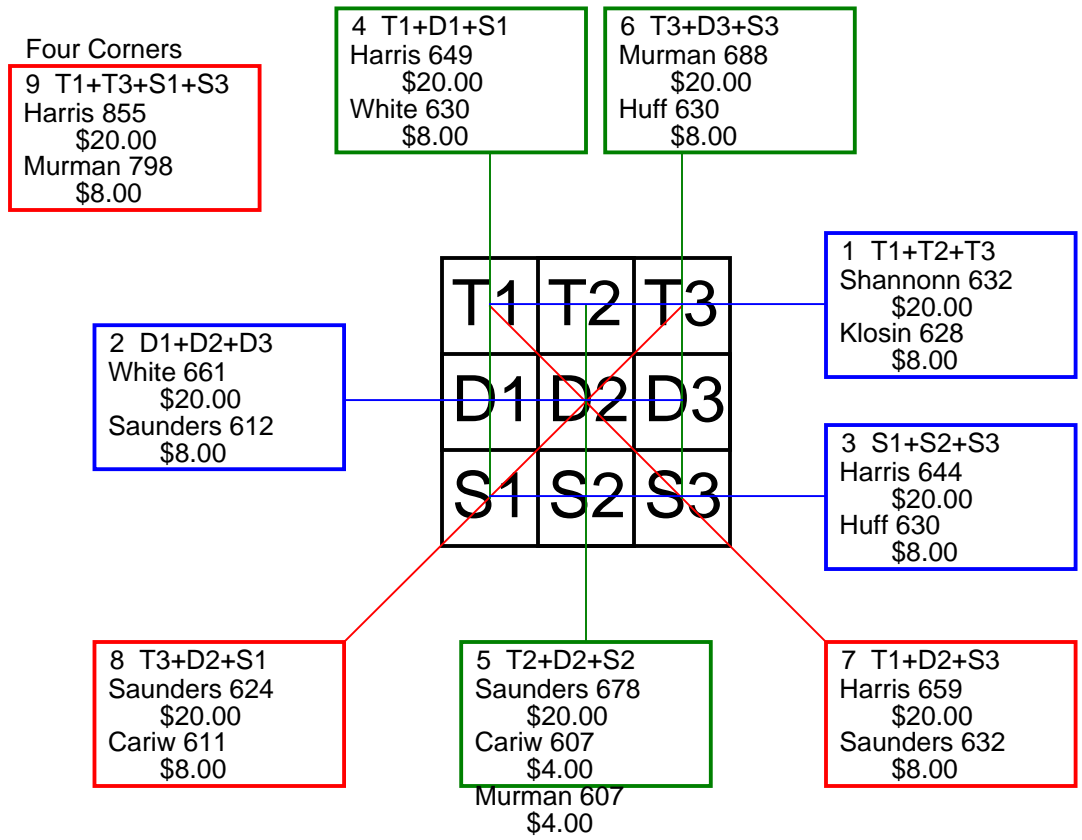 4 T1+D1+S1
Harris 649
$20.00
White 630
$8.00
6 T3+D3+S3
Murman 688
$20.00
Huff 630
$8.00
Four Corners
9 T1+T3+S1+S3
Harris 855
$20.00
Murman 798
$8.00
1 T1+T2+T3
Shannonn 632
$20.00
Klosin 628
$8.00
T1 T2 T3
2 D1+D2+D3
White 661
$20.00
Saunders 612
$8.00
D1 D2 D3
3 S1+S2+S3
Harris 644
$20.00
Huff 630
$8.00
S1 S2 S3
8 T3+D2+S1
Saunders 624
$20.00
Cariw 611
$8.00
5 T2+D2+S2
Saunders 678
$20.00
Cariw 607
$4.00
Murman 607
$4.00
7 T1+D2+S3
Harris 659
$20.00
Saunders 632
$8.00